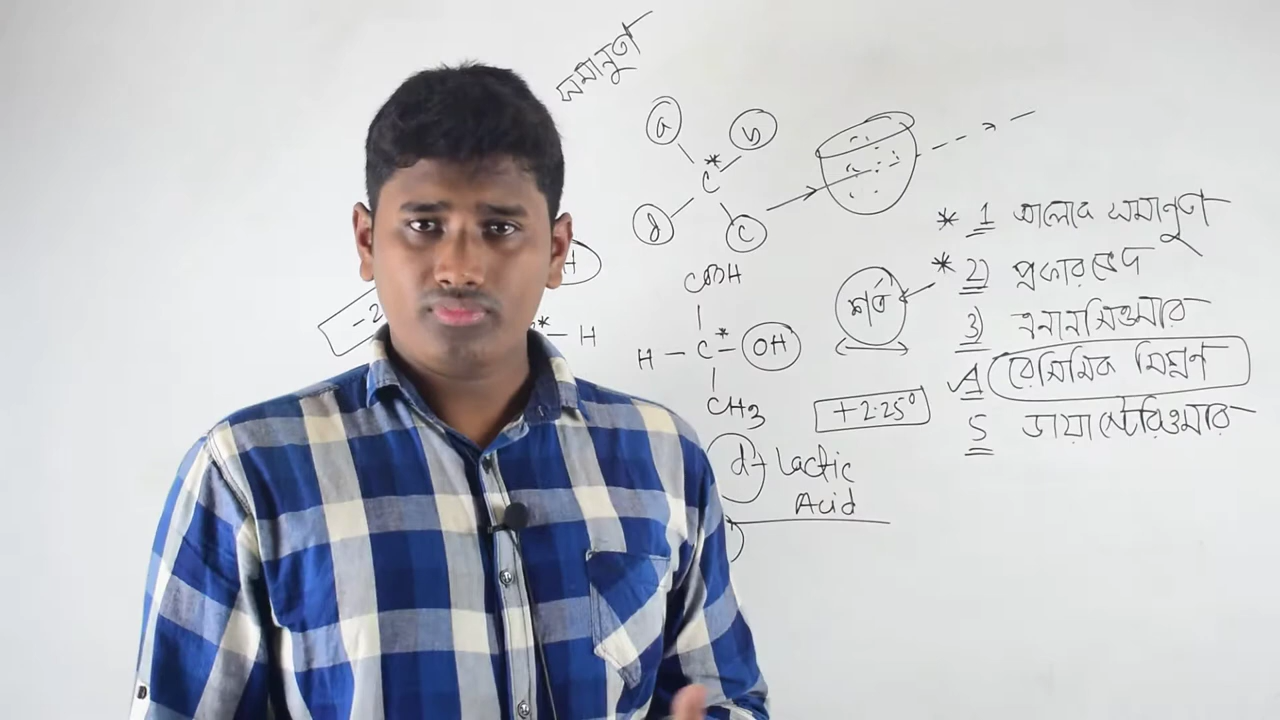 সমানুতা
a b
*
C
d c
H
-2
* — H
COOH
H — C* — OH
CH3
d - Lactic
Acid
শর্ত
+2.25°
* 1 আলোক সমানুতা
* 2) প্রকারভেদ
3) এনানসিওমার
4 রেসিমিক মিশ্রণ
5 ডায়াস্টেরিওমার